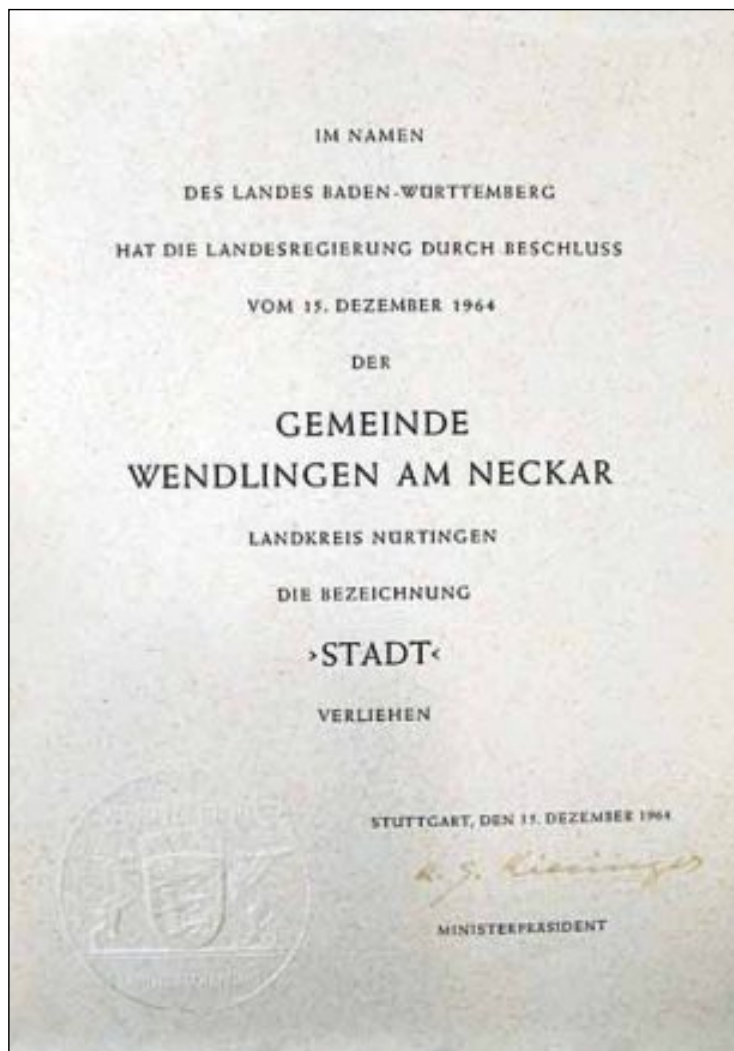 IM NAMEN
DES LANDES BADEN-WÜRTTEMBERG
HAT DIE LANDESREGIERUNG DURCH BESCHLUSS
VOM 15. DEZEMBER 1964
DER
GEMEINDE
WENDLINGEN AM NECKAR
LANDKREIS NÜRTINGEN
DIE BEZEICHNUNG
›STADT‹
VERLIEHEN
STUTTGART, DEN 15. DEZEMBER 1964
K. G. Kiesinger
MINISTERPRÄSIDENT